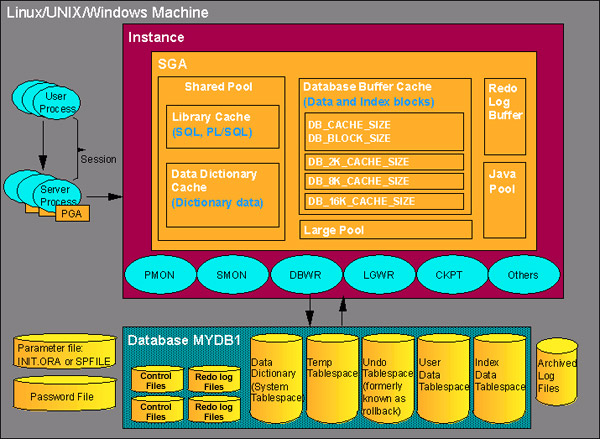 Linux/UNIX/Windows Machine
Instance
SGA
Shared Pool
Library Cache
(SQL, PL/SQL)
Data Dictionary
Cache
(Dictionary data)
Database Buffer Cache
(Data and Index blocks)
DB_CACHE_SIZE
DB_BLOCK_SIZE
DB_2K_CACHE_SIZE
DB_8K_CACHE_SIZE
DB_16K_CACHE_SIZE
Large Pool
Redo
Log
Buffer
Java
Pool
User
Process
Session
Server
Process
PGA
PMON
SMON
DBWR
LGWR
CKPT
Others
Parameter file:
INIT.ORA or SPFILE
Password File
Database MYDB1
Control
Files
Redo log
Files
Control
Files
Redo log
Files
Data
Dictionary
(System
Tablespace)
Temp
Tablespace
Undo
Tablespace
(formerly
known as
rollback)
User
Data
Tablespace
Index
Data
Tablespace
Archived
Log
Files